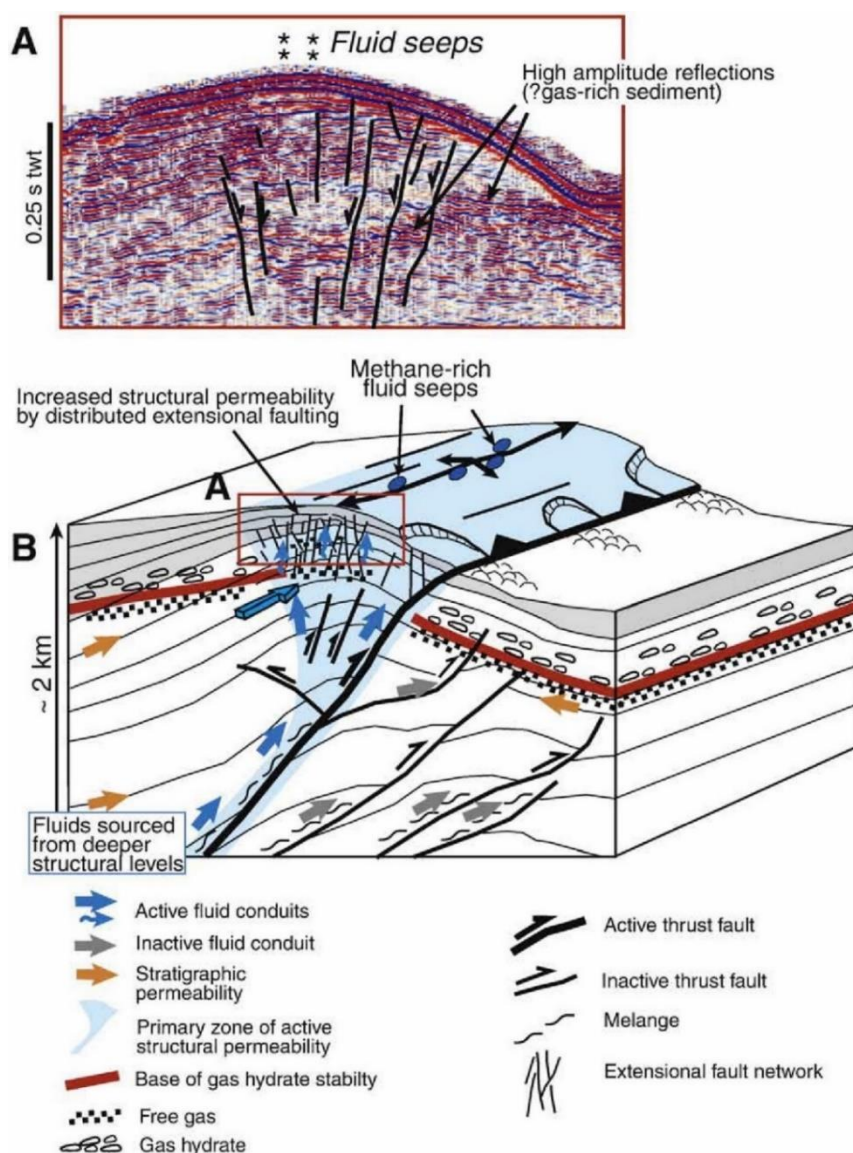 A
Fluid seeps
High amplitude reflections
(?gas-rich sediment)
0.25 s twt
Methane-rich
fluid seeps
Increased structural permeability
by distributed extensional faulting
A
B
~ 2 km
Fluids sourced
from deeper
structural levels
Active fluid conduits
Inactive fluid conduit
Stratigraphic
permeability
Primary zone of active
structural permeability
Base of gas hydrate stabilty
Free gas
Gas hydrate
Active thrust fault
Inactive thrust fault
Melange
Extensional fault network